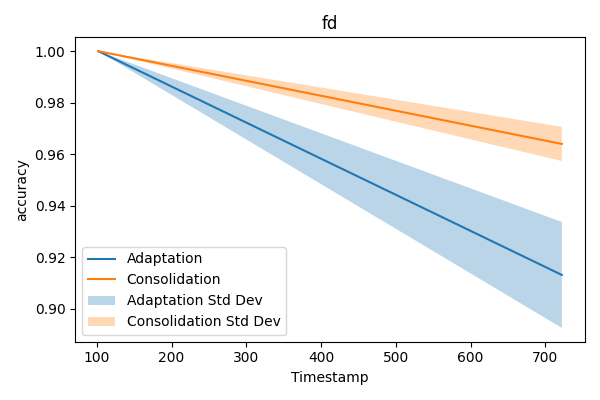 fd
1.00
0.98
0.96
0.94
0.92
0.90
accuracy
Adaptation
Consolidation
Adaptation Std Dev
Consolidation Std Dev
100 200 300 400 500 600 700
Timestamp